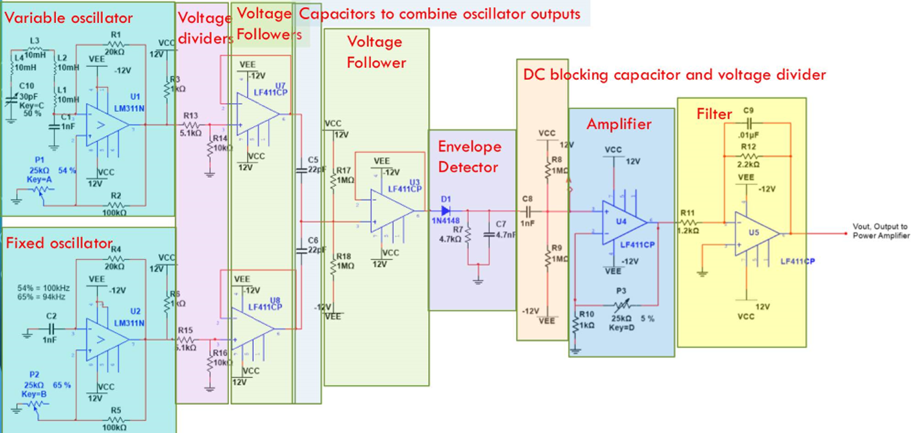 Variable oscillator
L3
10mH
L4
10mH
L2
10mH
C10
30pF
Key=C
50 %
L1
10mH
C1
1nF
R1
20kΩ
VEE
-12V
U1
LM311N
VCC
12V
P1
25kΩ
Key=A
54 %
R2
100kΩ
VCC
12V
R3
1kΩ
Fixed oscillator
54% = 100kHz
65% = 94kHz
C2
1nF
R4
20kΩ
VEE
-12V
U2
LM311N
VCC
12V
P2
25kΩ
Key=B
65 %
R5
100kΩ
VCC
12V
R6
1kΩ
Voltage
dividers
R13
5.1kΩ
R14
10kΩ
R15
5.1kΩ
R16
10kΩ
Voltage
Followers
VEE
-12V
U7
LF411CP
VCC
12V
VEE
-12V
U8
LF411CP
VCC
12V
Capacitors to combine oscillator outputs
C5
22pF
C6
22pF
Voltage
Follower
VCC
12V
R17
1MΩ
R18
1MΩ
-12V
VEE
VEE
-12V
U3
LF411CP
VCC
12V
Envelope
Detector
D1
1N4148
R7
4.7kΩ
C7
4.7nF
DC blocking capacitor and voltage divider
C8
1nF
VCC
12V
R8
1MΩ
R9
1MΩ
-12V
VEE
Amplifier
VCC
12V
U4
LF411CP
-12V
VEE
P3
25kΩ
Key=D
5 %
R10
1kΩ
Filter
R11
1.2kΩ
C9
.01µF
R12
2.2kΩ
VEE
-12V
U5
LF411CP
12V
VCC
Vout, Output to
Power Amplifier